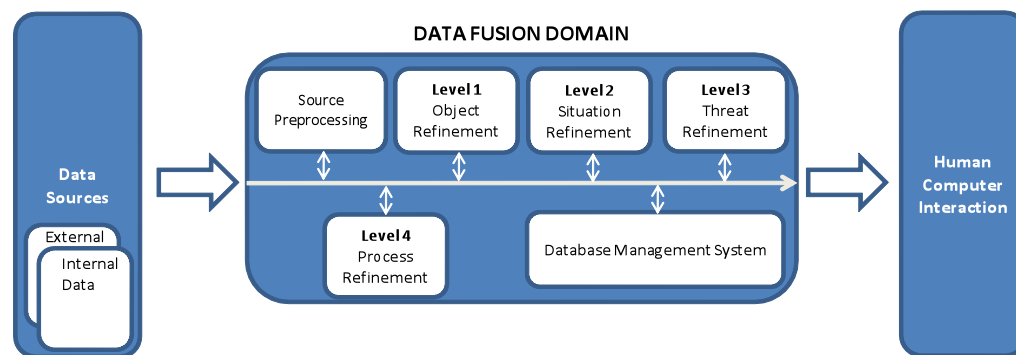 DATA FUSION DOMAIN
Data
Sources
External
Internal
Data
Source
Preprocessing
Level 1
Object
Refinement
Level 2
Situation
Refinement
Level 3
Threat
Refinement
Level 4
Process
Refinement
Database Management System
Human
Computer
Interaction